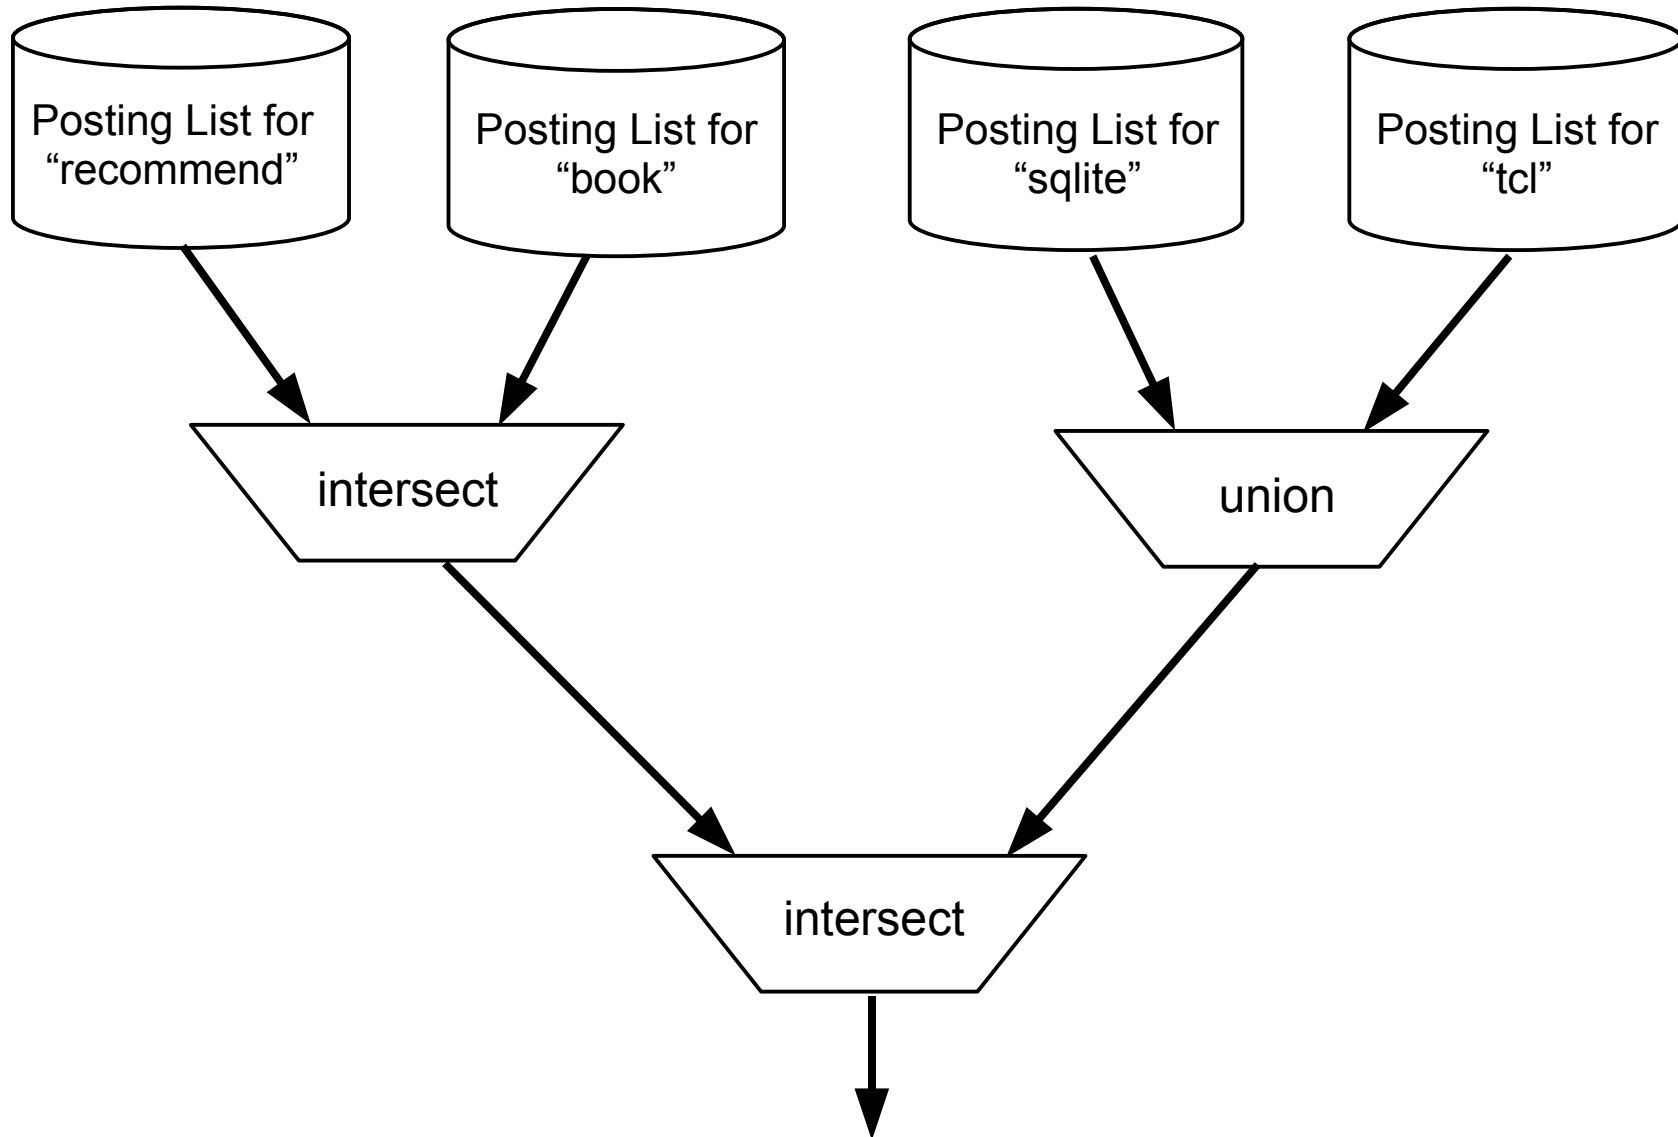 Posting List for
“recommend”
Posting List for
“book”
Posting List for
“sqlite”
Posting List for
“tcl”
intersect
union
intersect